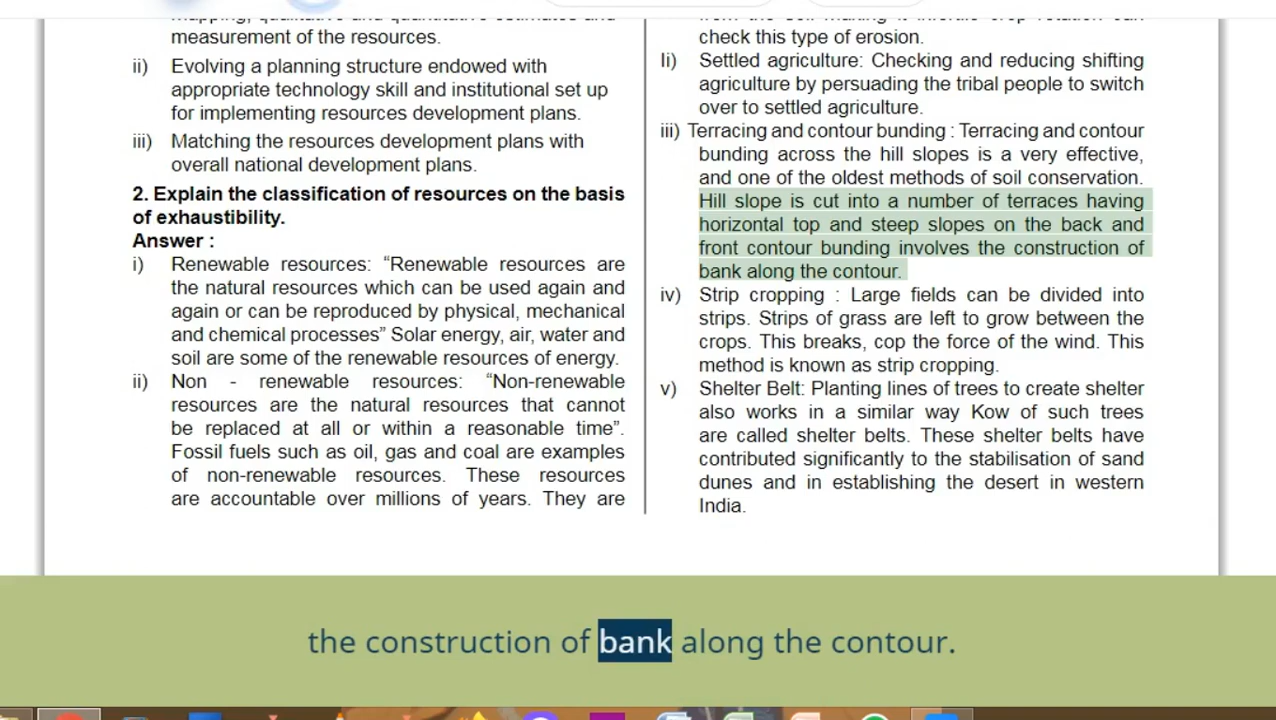 mapping, qualitative and quantitative estimates and
measurement of the resources.
ii) Evolving a planning structure endowed with
appropriate technology skill and institutional set up
for implementing resources development plans.
iii) Matching the resources development plans with
overall national development plans.
2. Explain the classification of resources on the basis
of exhaustibility.
Answer :
i) Renewable resources: “Renewable resources are
the natural resources which can be used again and
again or can be reproduced by physical, mechanical
and chemical processes” Solar energy, air, water and
soil are some of the renewable resources of energy.
ii) Non - renewable resources: “Non-renewable
resources are the natural resources that cannot
be replaced at all or within a reasonable time”.
Fossil fuels such as oil, gas and coal are examples
of non-renewable resources. These resources
are accountable over millions of years. They are
from the soil making it infertile crop rotation can
check this type of erosion.
Ii) Settled agriculture: Checking and reducing shifting
agriculture by persuading the tribal people to switch
over to settled agriculture.
iii) Terracing and contour bunding : Terracing and contour
bunding across the hill slopes is a very effective,
and one of the oldest methods of soil conservation.
Hill slope is cut into a number of terraces having
horizontal top and steep slopes on the back and
front contour bunding involves the construction of
bank along the contour.
iv) Strip cropping : Large fields can be divided into
strips. Strips of grass are left to grow between the
crops. This breaks, cop the force of the wind. This
method is known as strip cropping.
v) Shelter Belt: Planting lines of trees to create shelter
also works in a similar way Kow of such trees
are called shelter belts. These shelter belts have
contributed significantly to the stabilisation of sand
dunes and in establishing the desert in western
India.
the construction of bank along the contour.